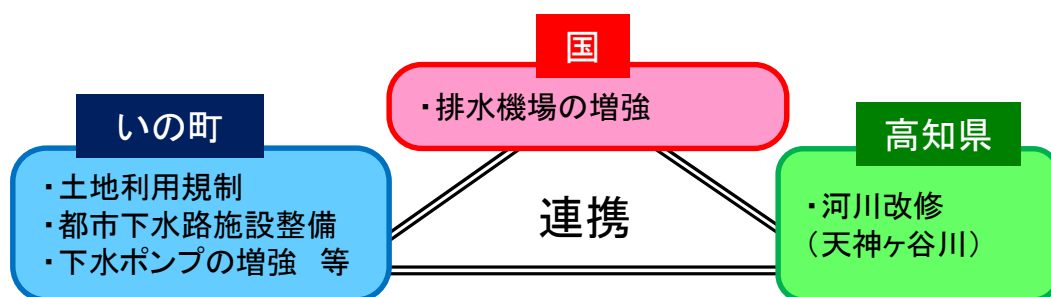 国
・排水機場の増強
いの町
・土地利用規制
・都市下水路施設整備
・下水ポンプの増強　等
連携
高知県
・河川改修
（天神ヶ谷川）